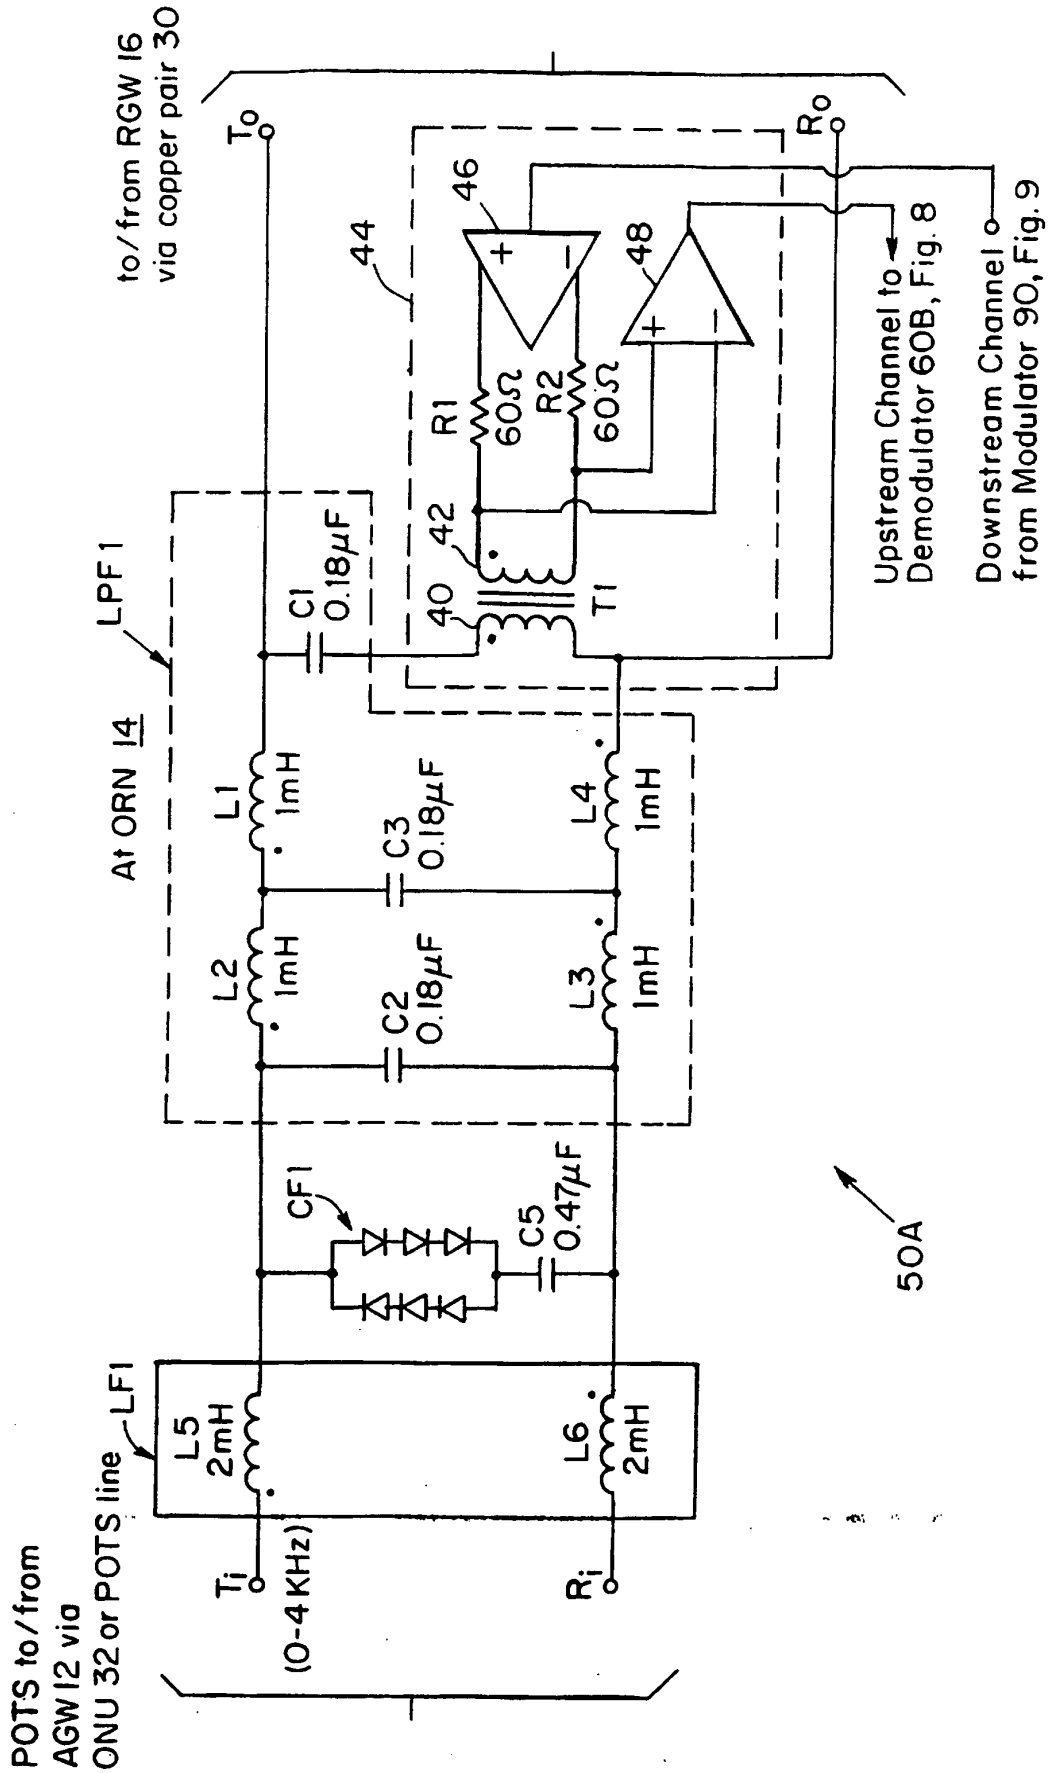 POTS to/from
AGW 12 via
ONU 32 or POTS line
LF1
Ti
(0-4KHz)
Ri
L5
2mH
L6
2mH
CF1
C5
0.47µF
50A
At ORN 14
LPF1
L2
1mH
L1
1mH
C2
0.18µF
C3
0.18µF
L3
1mH
L4
1mH
C1
0.18µF
40
42
T1
44
R1
60Ω
R2
60Ω
46
+
−
48
+
−
to/from RGW 16
via copper pair 30
To
Ro
Upstream Channel to
Demodulator 60B, Fig. 8
Downstream Channel
from Modulator 90, Fig. 9